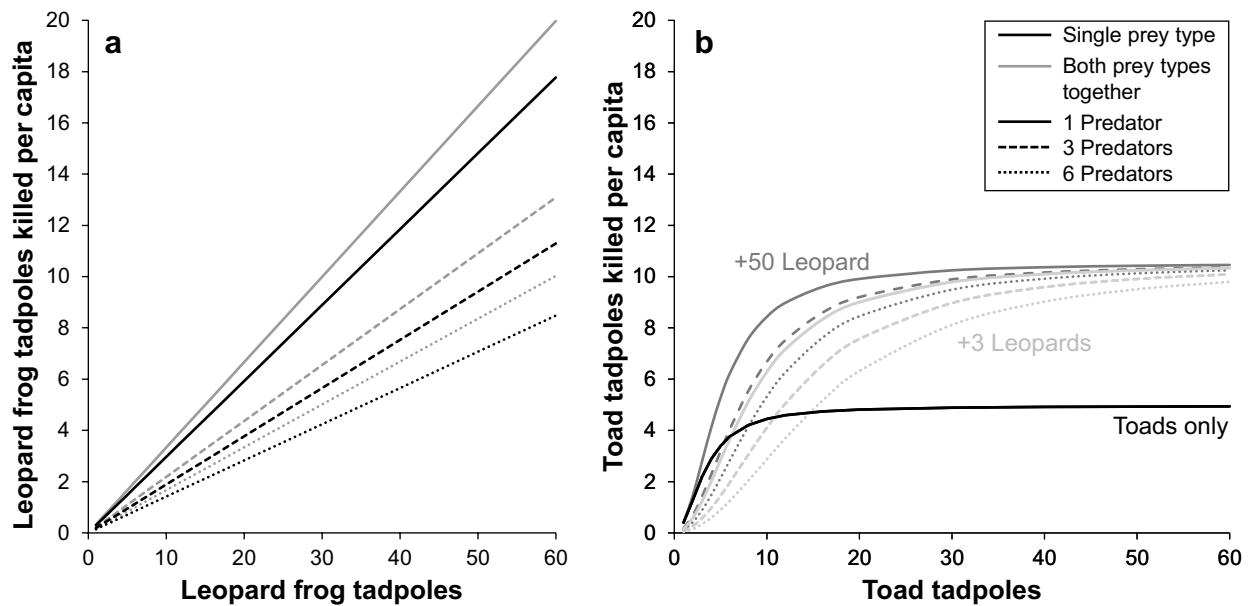 a
Leopard frog tadpoles killed per capita
20
18
16
14
12
10
8
6
4
2
0
0 10 20 30 40 50 60
Leopard frog tadpoles
b
Toad tadpoles killed per capita
20
18
16
14
12
10
8
6
4
2
0
0 10 20 30 40 50 60
Toad tadpoles
Single prey type
Both prey types
together
1 Predator
3 Predators
6 Predators
+50 Leopard
+3 Leopards
Toads only